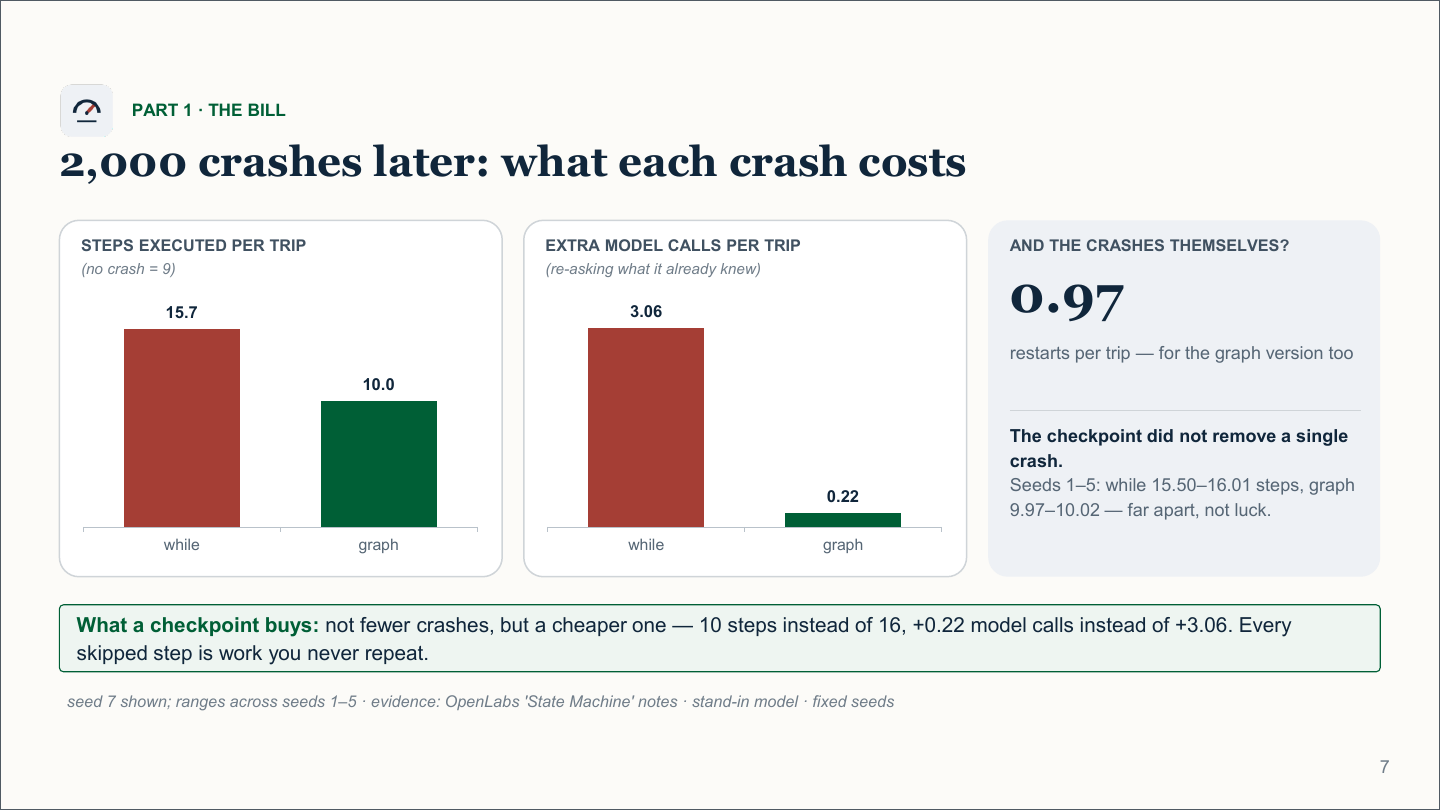 PART 1 · THE BILL
2,000 crashes later: what each crash costs
STEPS EXECUTED PER TRIP
(no crash = 9)
15.7
10.0
while
graph
EXTRA MODEL CALLS PER TRIP
(re-asking what it already knew)
3.06
0.22
while
graph
AND THE CRASHES THEMSELVES?
0.97
restarts per trip — for the graph version too
The checkpoint did not remove a single
crash.
Seeds 1–5: while 15.50–16.01 steps, graph
9.97–10.02 — far apart, not luck.
What a checkpoint buys: not fewer crashes, but a cheaper one — 10 steps instead of 16, +0.22 model calls instead of +3.06. Every
skipped step is work you never repeat.
seed 7 shown; ranges across seeds 1–5 · evidence: OpenLabs 'State Machine' notes · stand-in model · fixed seeds
7